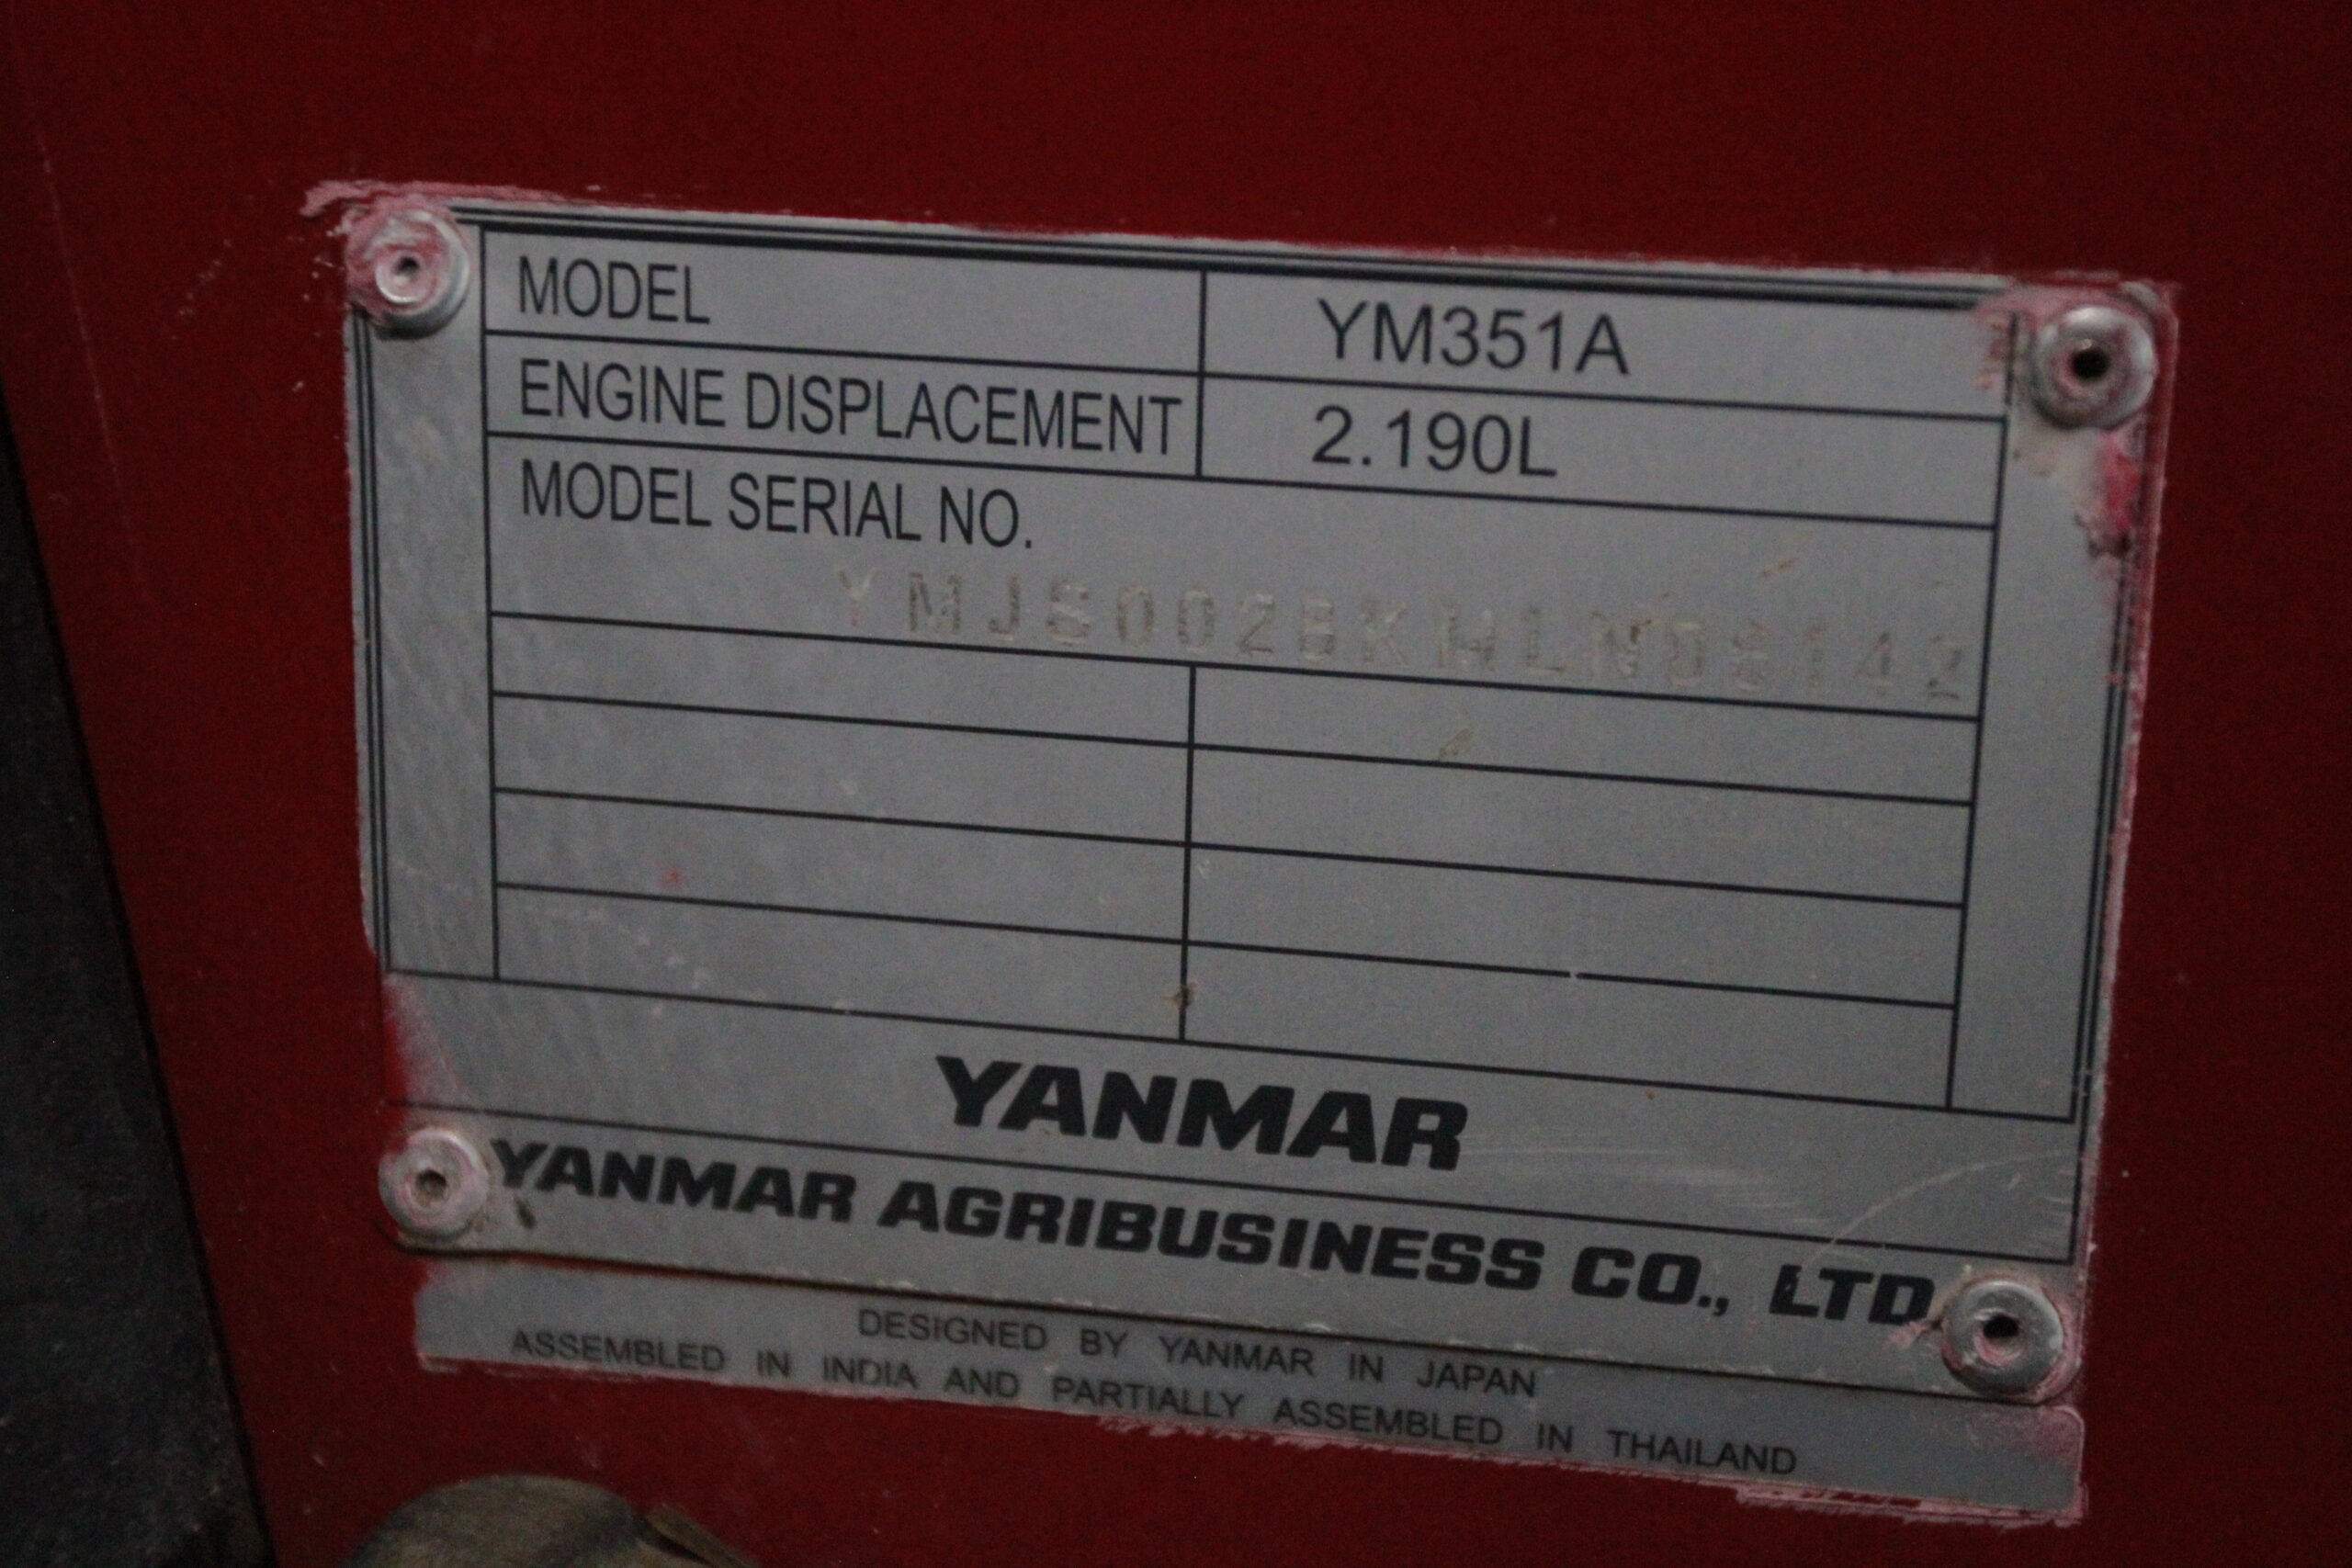 MODEL YM351A
ENGINE DISPLACEMENT 2.190L
MODEL SERIAL NO.
YANMAR
YANMAR AGRIBUSINESS CO., LTD
DESIGNED BY YANMAR IN JAPAN
ASSEMBLED IN INDIA AND PARTIALLY ASSEMBLED IN THAILAND